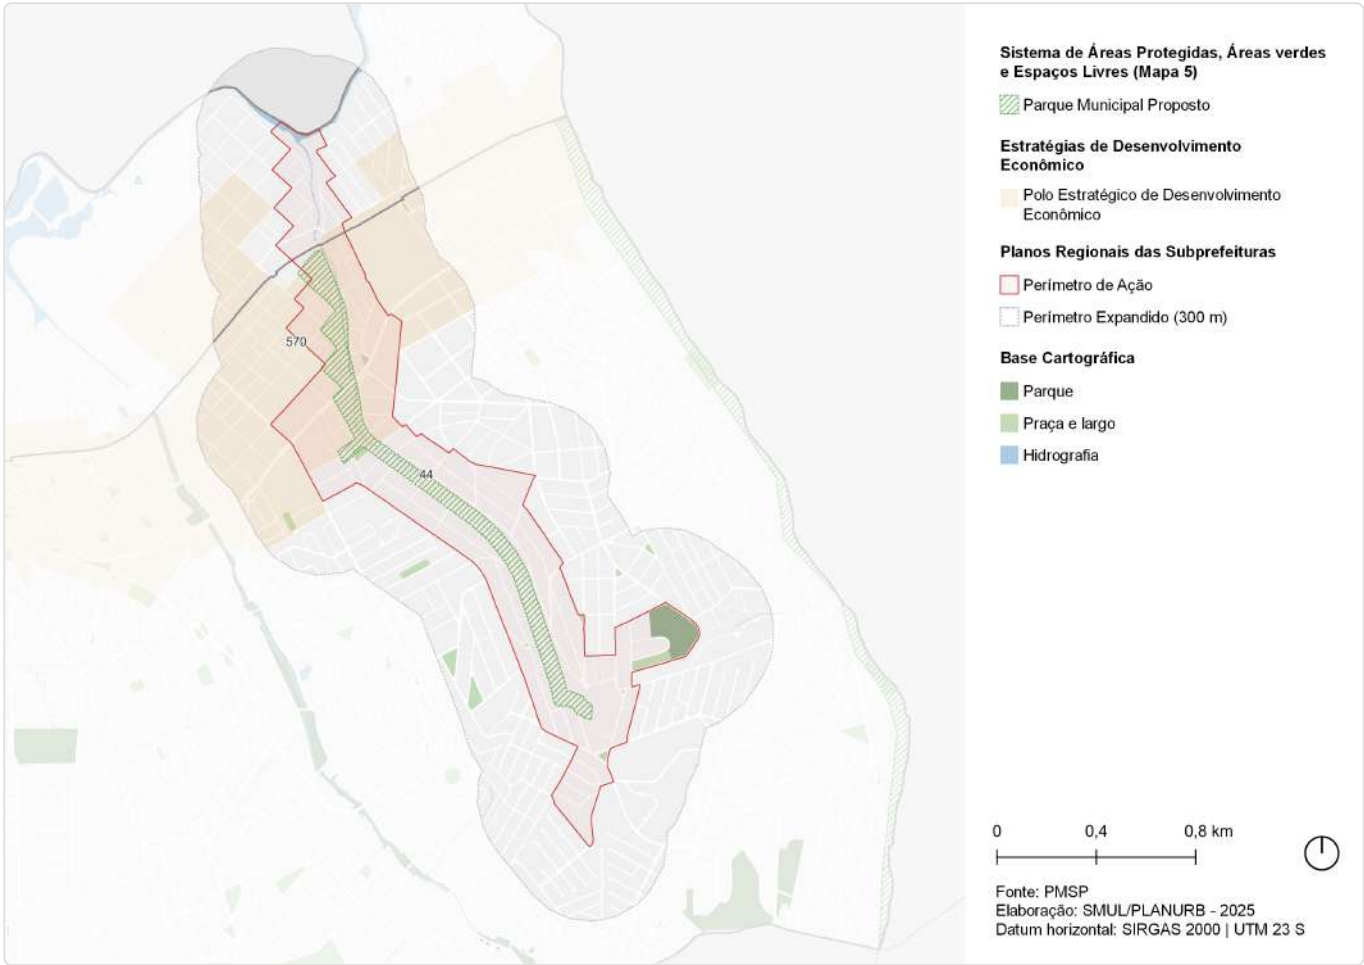 Sistema de Áreas Protegidas, Áreas verdes
e Espaços Livres (Mapa 5)
Parque Municipal Proposto
Estratégias de Desenvolvimento
Econômico
Polo Estratégico de Desenvolvimento
Econômico
Planos Regionais das Subprefeituras
Perímetro de Ação
Perímetro Expandido (300 m)
Base Cartográfica
Parque
Praça e largo
Hidrografia
570
44
0 0,4 0,8 km
Fonte: PMSP
Elaboração: SMUL/PLANURB - 2025
Datum horizontal: SIRGAS 2000 | UTM 23 S